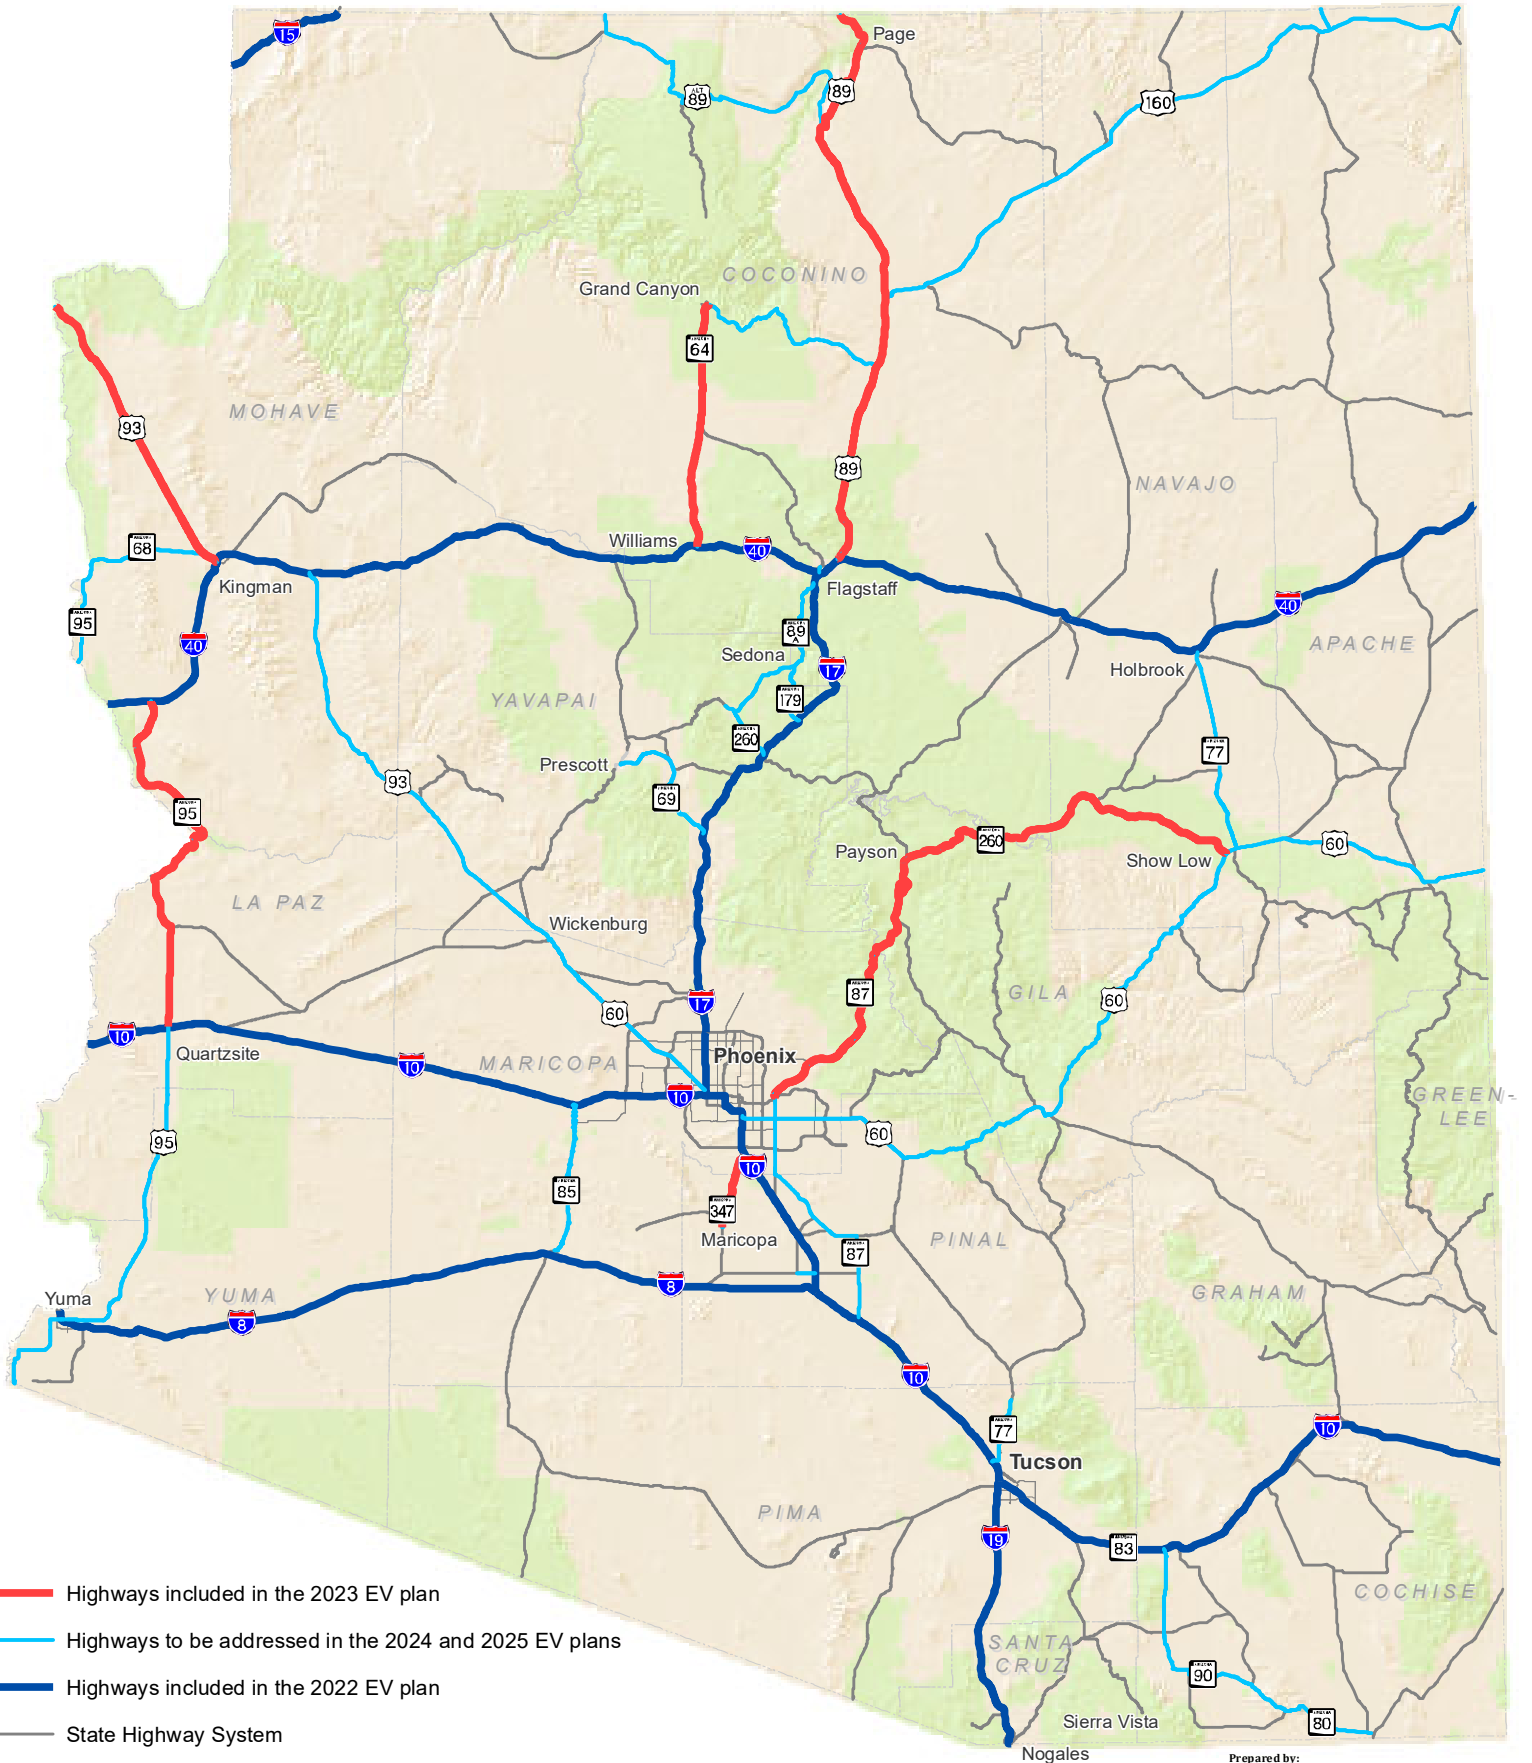 15
Page
ALT
89
89
160
COCONINO
Grand Canyon
64
MOHAVE
93
89
NAVAJO
68
Williams
40
Kingman
Flagstaff
40
95
89
A
40
Sedona
17
APACHE
Holbrook
YAVAPAI
179
260
77
Prescott
93
69
95
260
60
Payson
Show Low
LA PAZ
Wickenburg
87
GILA
17
60
60
10
Quartzsite
Phoenix
10
MARICOPA
10
GREEN-
LEE
95
60
10
85
347
Maricopa
87
PINAL
8
Yuma
YUMA
GRAHAM
8
10
77
10
Tucson
PIMA
19
83
COCHISE
SANTA
CRUZ
90
Sierra Vista
80
Nogales
Highways included in the 2023 EV plan
Highways to be addressed in the 2024 and 2025 EV plans
Highways included in the 2022 EV plan
State Highway System
Prepared by: